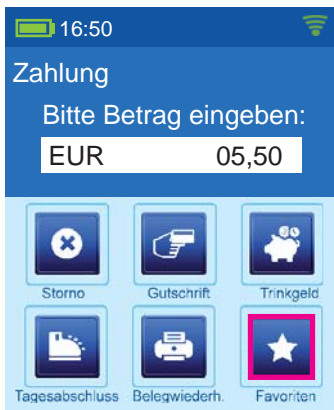 16:50
Zahlung
Bitte Betrag eingeben:
EUR 05,50
Storno Gutschrift Trinkgeld
Tagesabschluss Belegwiederh. Favoriten